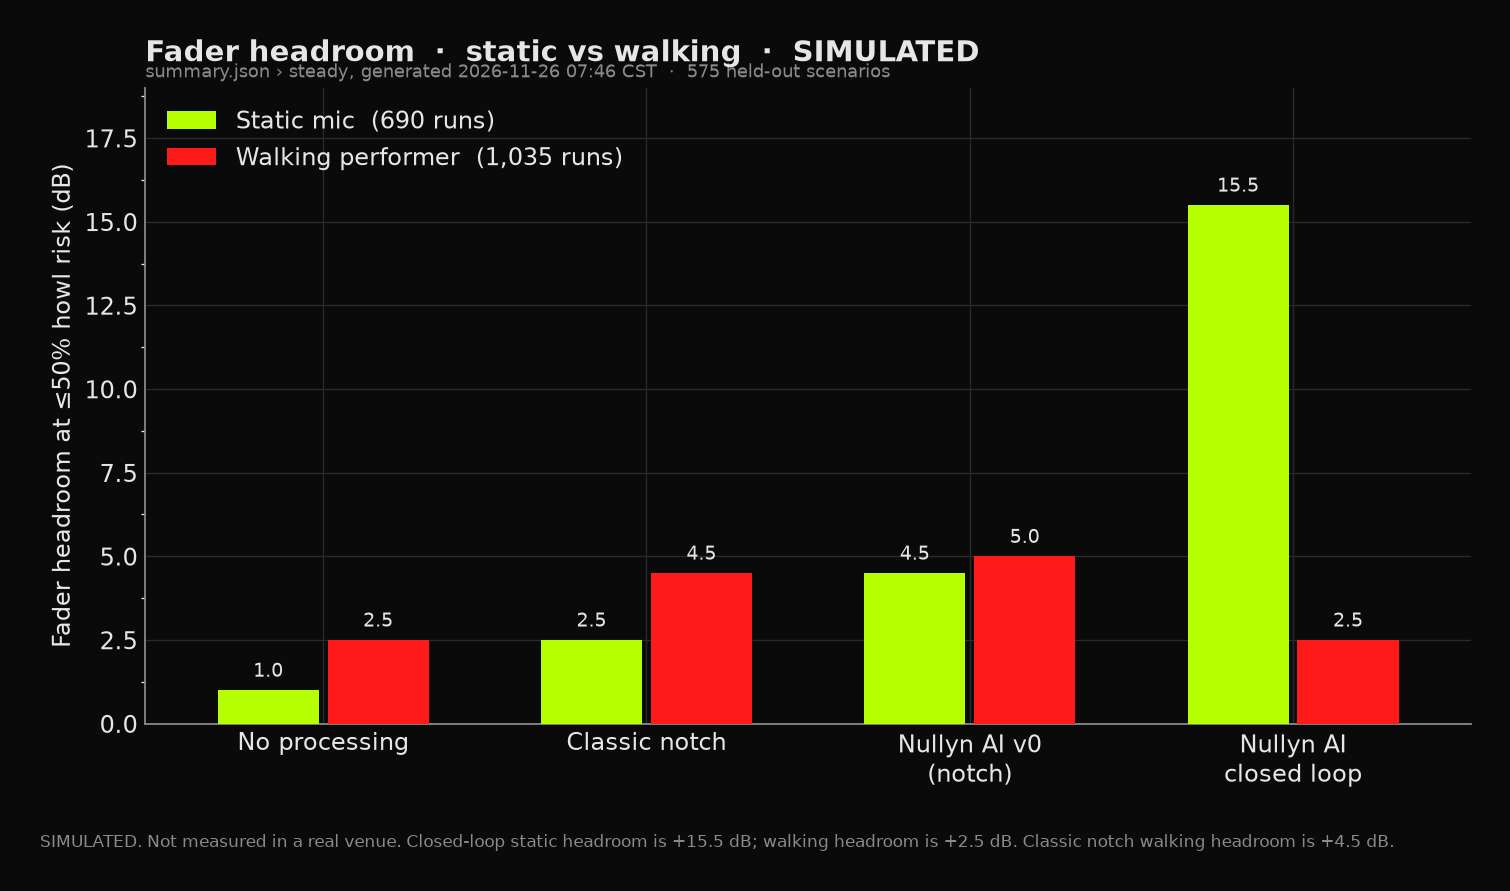 Fader headroom · static vs walking · SIMULATED
summary.json › steady, generated 2026-11-26 07:46 CST · 575 held-out scenarios
Static mic (690 runs)
Walking performer (1,035 runs)
Fader headroom at ≤50% howl risk (dB)
17.5
15.0
12.5
10.0
7.5
5.0
2.5
0.0
1.0
2.5
2.5
4.5
4.5
5.0
15.5
2.5
No processing
Classic notch
Nullyn AI v0
(notch)
Nullyn AI
closed loop
SIMULATED. Not measured in a real venue. Closed-loop static headroom is +15.5 dB; walking headroom is +2.5 dB. Classic notch walking headroom is +4.5 dB.